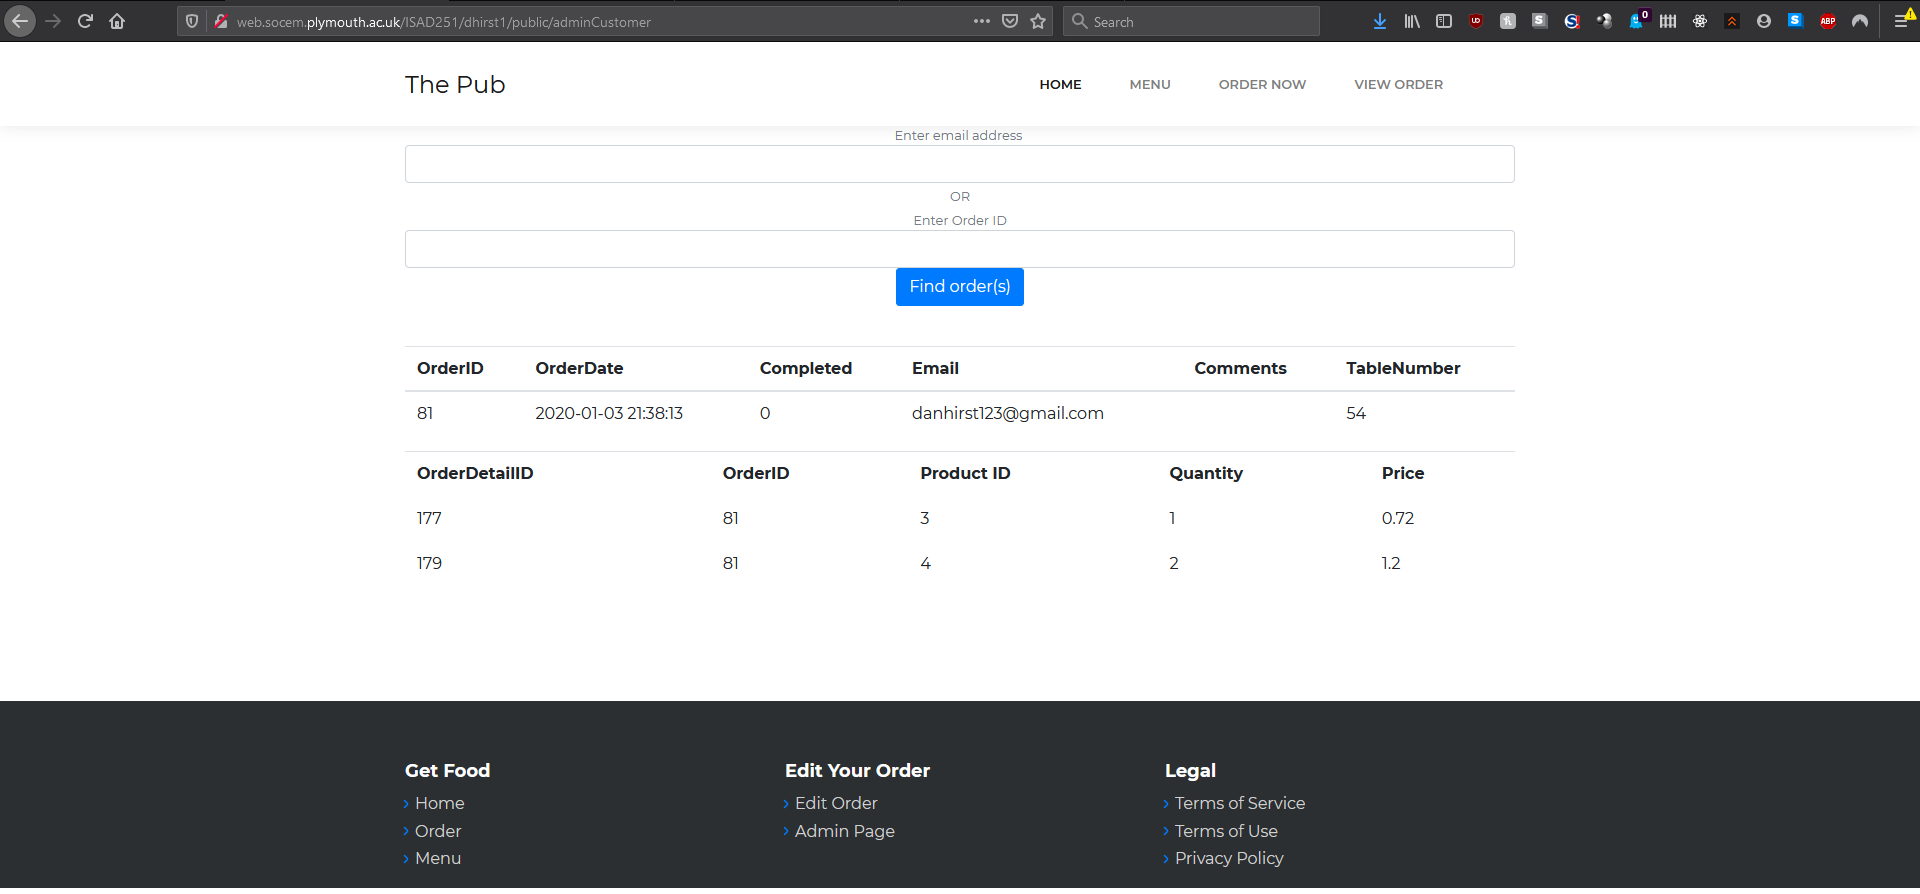 web.socem.plymouth.ac.uk/ISAD251/dhirst1/public/adminCustomer
Search
0
UD
S
S
S
ABP
The Pub
HOME MENU ORDER NOW VIEW ORDER
Enter email address
OR
Enter Order ID
Find order(s)
OrderID OrderDate Completed Email Comments TableNumber
81 2020-01-03 21:38:13 0 danhirst123@gmail.com 54
OrderDetailID OrderID Product ID Quantity Price
177 81 3 1 0.72
179 81 4 2 1.2
Get Food Edit Your Order Legal
Home Edit Order Terms of Service
Order Admin Page Terms of Use
Menu Privacy Policy